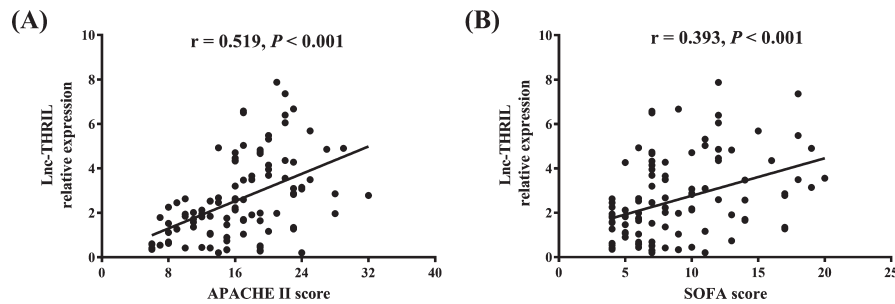 (A)
r = 0.519, P < 0.001
10
8
6
4
2
0
Lnc-THRIL
relative expression
0 8 16 24 32 40
APACHE II score
(B)
r = 0.393, P < 0.001
10
8
6
4
2
0
Lnc-THRIL
relative expression
0 5 10 15 20 25
SOFA score